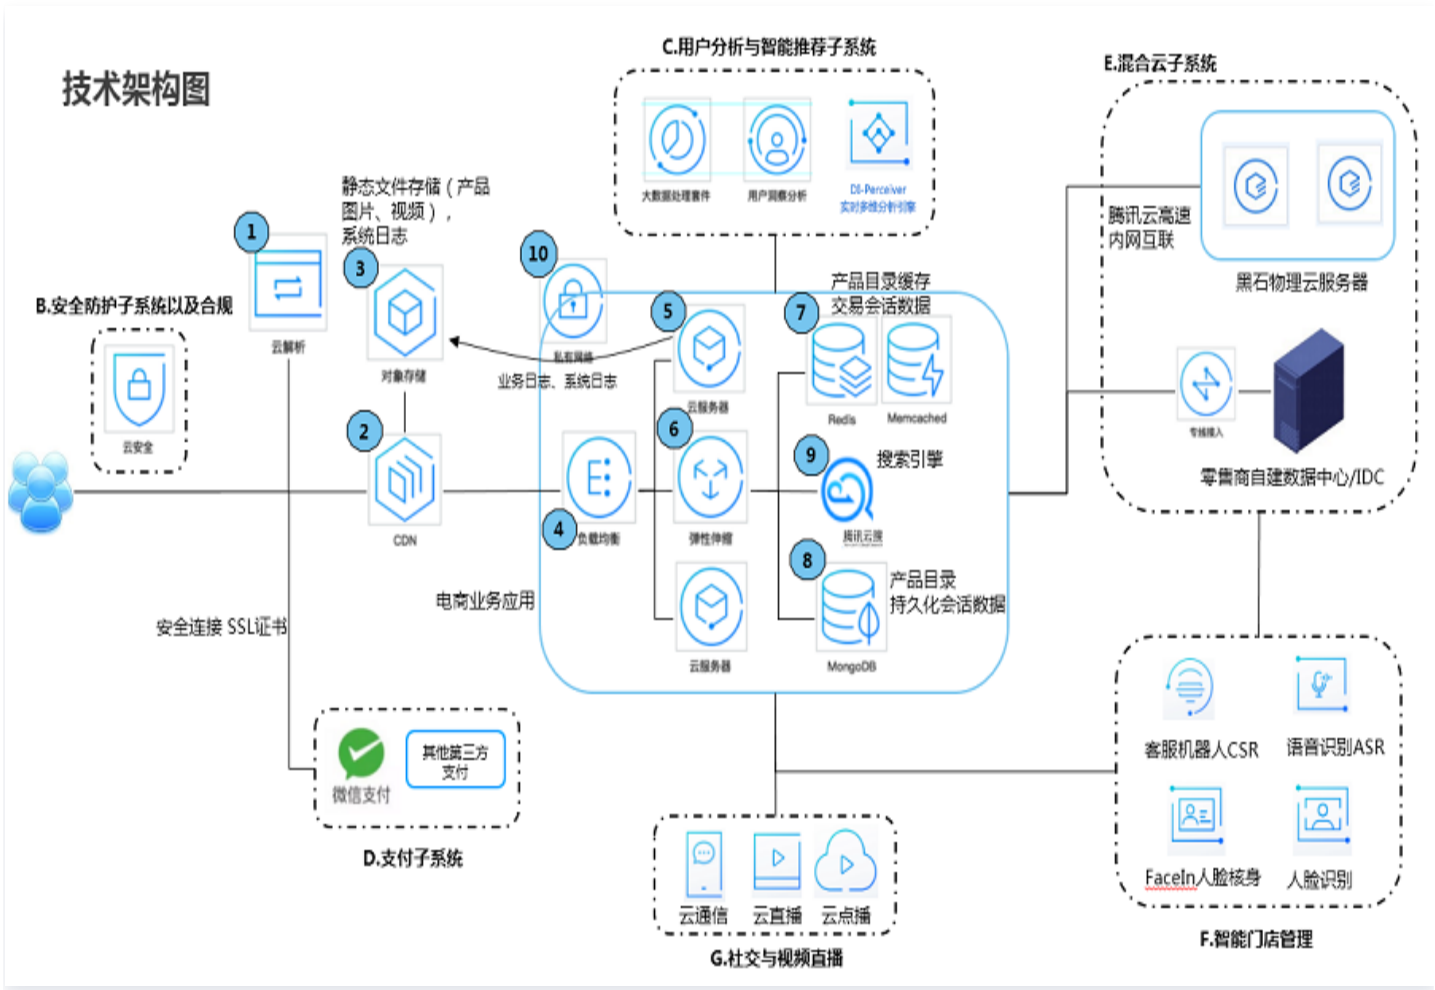 技术架构图
C.用户分析与智能推荐子系统
大数据处理套件
用户洞察分析
DI-Perceiver
实时多维分析引擎
E.混合云子系统
腾讯云高速
内网互联
黑石物理云服务器
专线接入
零售商自建数据中心/IDC
静态文件存储（产品
图片、视频），
系统日志
1
云解析
3
对象存储
B.安全防护子系统以及合规
云安全
2
CDN
10
私有网络
业务日志、系统日志
5
云服务器
产品目录缓存
交易会话数据
7
Redis
Memcached
6
弹性伸缩
9
搜索引擎
腾讯云搜
4
负载均衡
电商业务应用
云服务器
8
产品目录
持久化会话数据
MongoDB
安全连接 SSL证书
微信支付
其他第三方
支付
D.支付子系统
云通信
云直播
云点播
G.社交与视频直播
客服机器人CSR
语音识别ASR
FaceIn人脸核身
人脸识别
F.智能门店管理